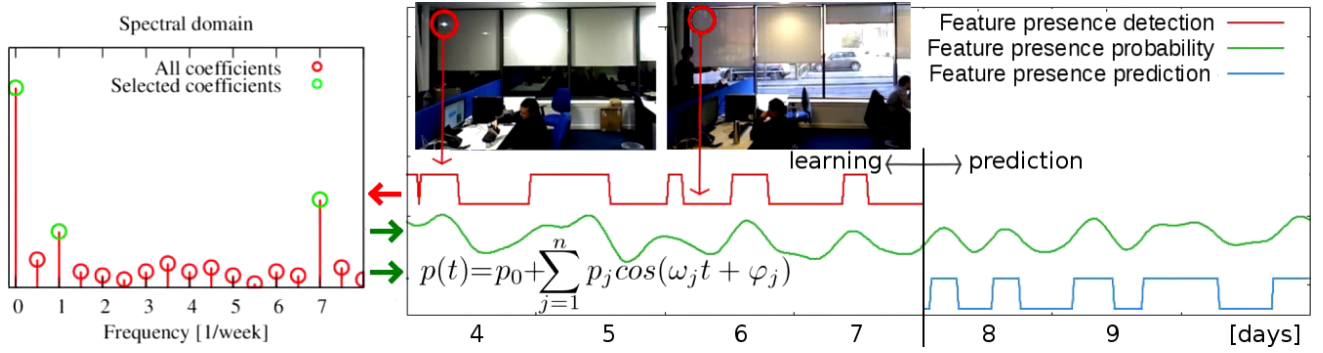 Spectral domain
All coefficients
Selected coefficients
0 1 2 3 4 5 6 7
Frequency [1/week]
Feature presence detection
Feature presence probability
Feature presence prediction
learning prediction
p(t)=p₀+∑ⁿⱼ₌₁ pⱼcos(ωⱼt + φⱼ)
4 5 6 7 8 9 [days]